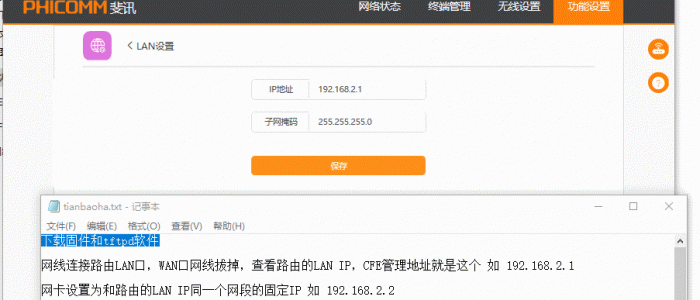 PHICOMM 斐讯 网络状态 终端管理 无线设置 功能设置
LAN设置
IP地址 192.168.2.1
子网掩码 255.255.255.0
保存
tianbaoha.txt - 记事本
文件(F) 编辑(E) 格式(O) 查看(V) 帮助(H)
下载固件和tftpd软件
网线连接路由LAN口，WAN口网线拔掉，查看路由的LAN IP，CFE管理地址就是这个 如 192.168.2.1
网卡设置为和路由的LAN IP同一个网段的固定IP 如 192.168.2.2